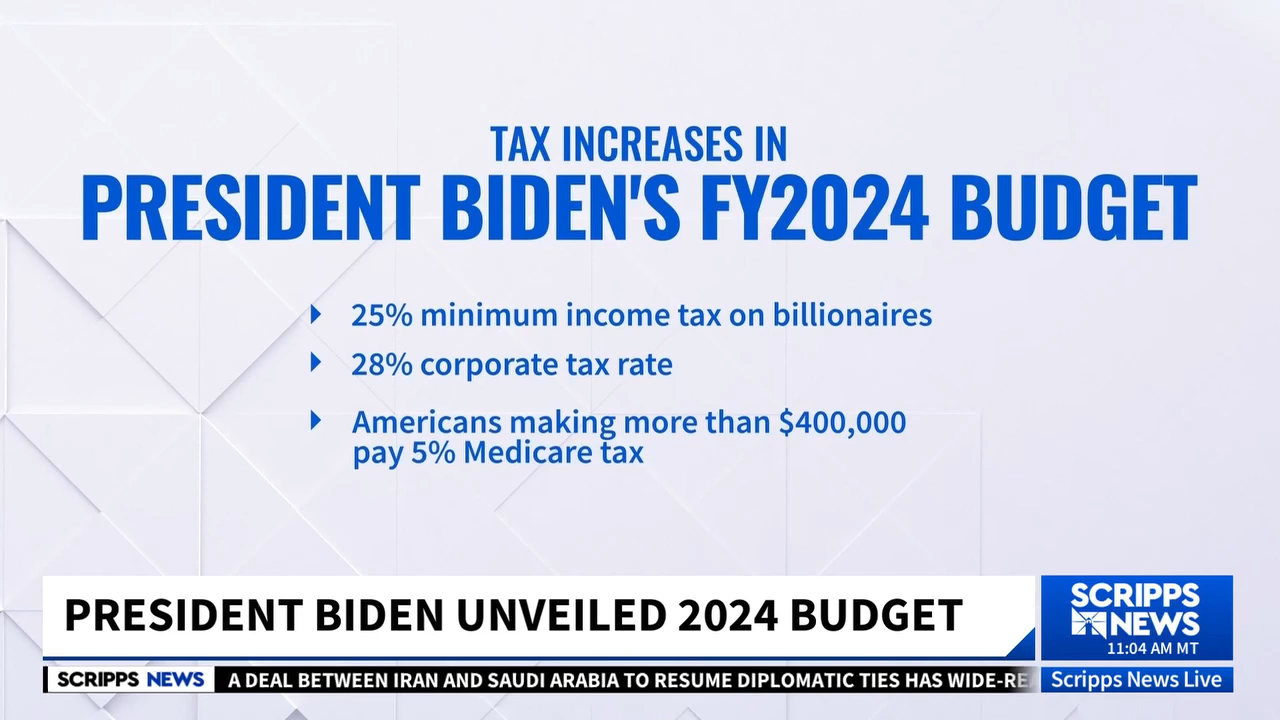 TAX INCREASES IN
PRESIDENT BIDEN'S FY2024 BUDGET
25% minimum income tax on billionaires
28% corporate tax rate
Americans making more than $400,000
pay 5% Medicare tax
PRESIDENT BIDEN UNVEILED 2024 BUDGET
SCRIPPS
NEWS
11:04 AM MT
SCRIPPS NEWS A DEAL BETWEEN IRAN AND SAUDI ARABIA TO RESUME DIPLOMATIC TIES HAS
Scripps News Live